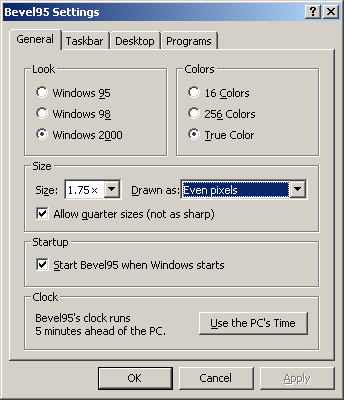 Bevel95 Settings
General Taskbar Desktop Programs
Look
Windows 95
Windows 98
Windows 2000
Colors
16 Colors
256 Colors
True Color
Size
Size: 1.75× Drawn as: Even pixels
Allow quarter sizes (not as sharp)
Startup
Start Bevel95 when Windows starts
Clock
Bevel95's clock runs
5 minutes ahead of the PC.
Use the PC's Time
OK Cancel Apply